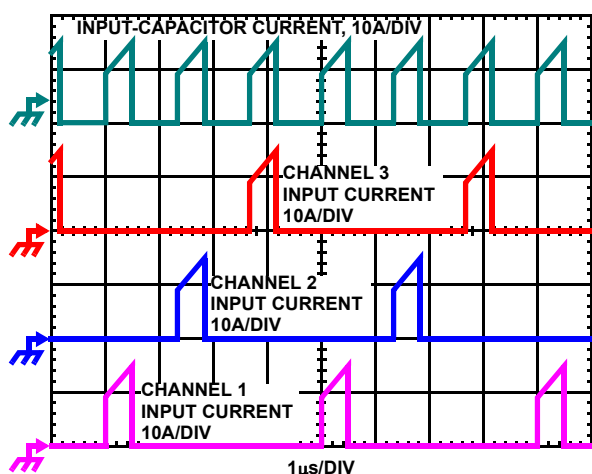 INPUT-CAPACITOR CURRENT, 10A/DIV
CHANNEL 3
INPUT CURRENT
10A/DIV
CHANNEL 2
INPUT CURRENT
10A/DIV
CHANNEL 1
INPUT CURRENT
10A/DIV
1μs/DIV